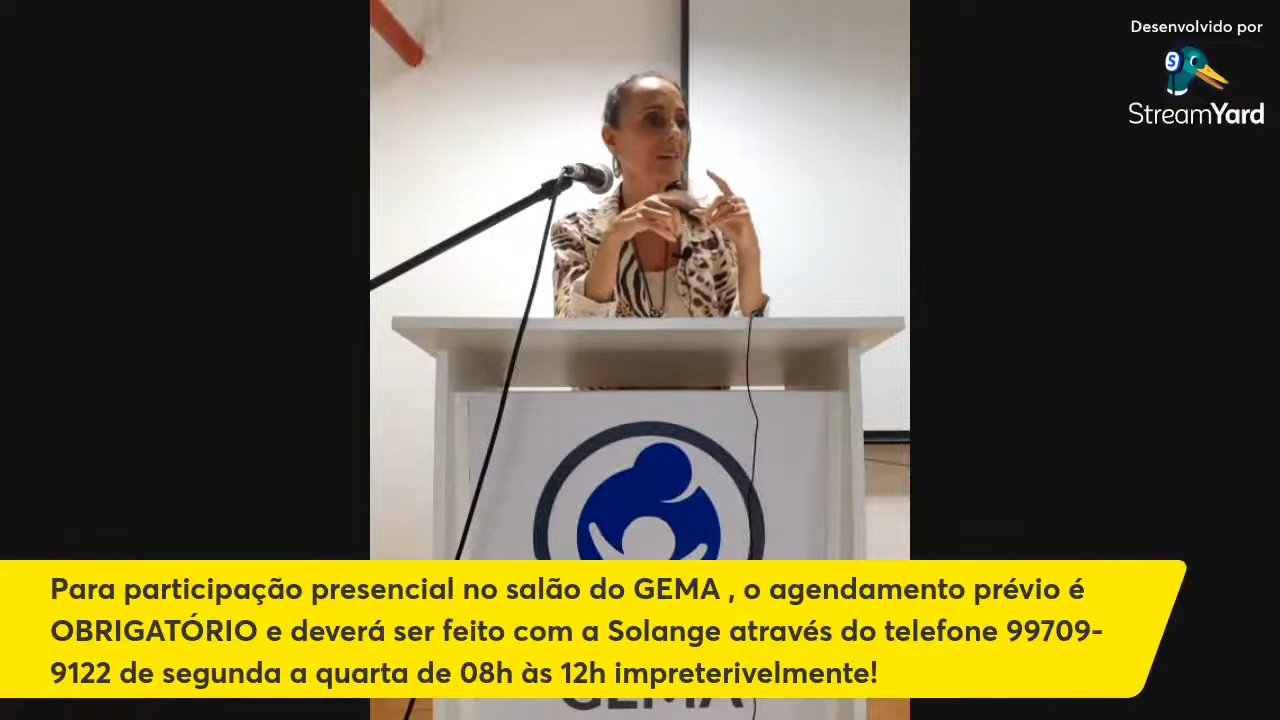 Desenvolvido por
StreamYard
Para participação presencial no salão do GEMA , o agendamento prévio é
OBRIGATÓRIO e deverá ser feito com a Solange através do telefone 99709-
9122 de segunda a quarta de 08h às 12h impreterivelmente!
GEMA